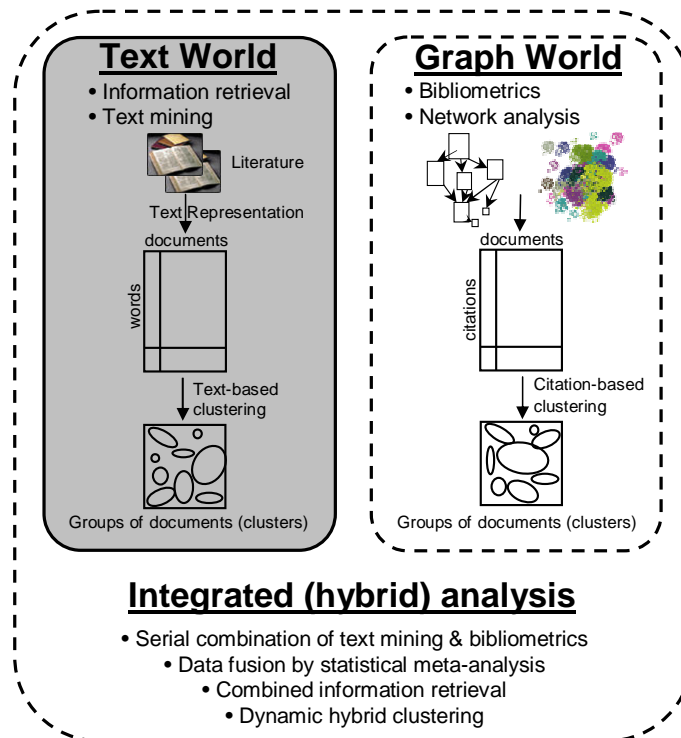 Text World
• Information retrieval
• Text mining
Literature
Text Representation
documents
words
Text-based
clustering
Groups of documents (clusters)
Graph World
• Bibliometrics
• Network analysis
documents
citations
Citation-based
clustering
Groups of documents (clusters)
Integrated (hybrid) analysis
• Serial combination of text mining & bibliometrics
• Data fusion by statistical meta-analysis
• Combined information retrieval
• Dynamic hybrid clustering